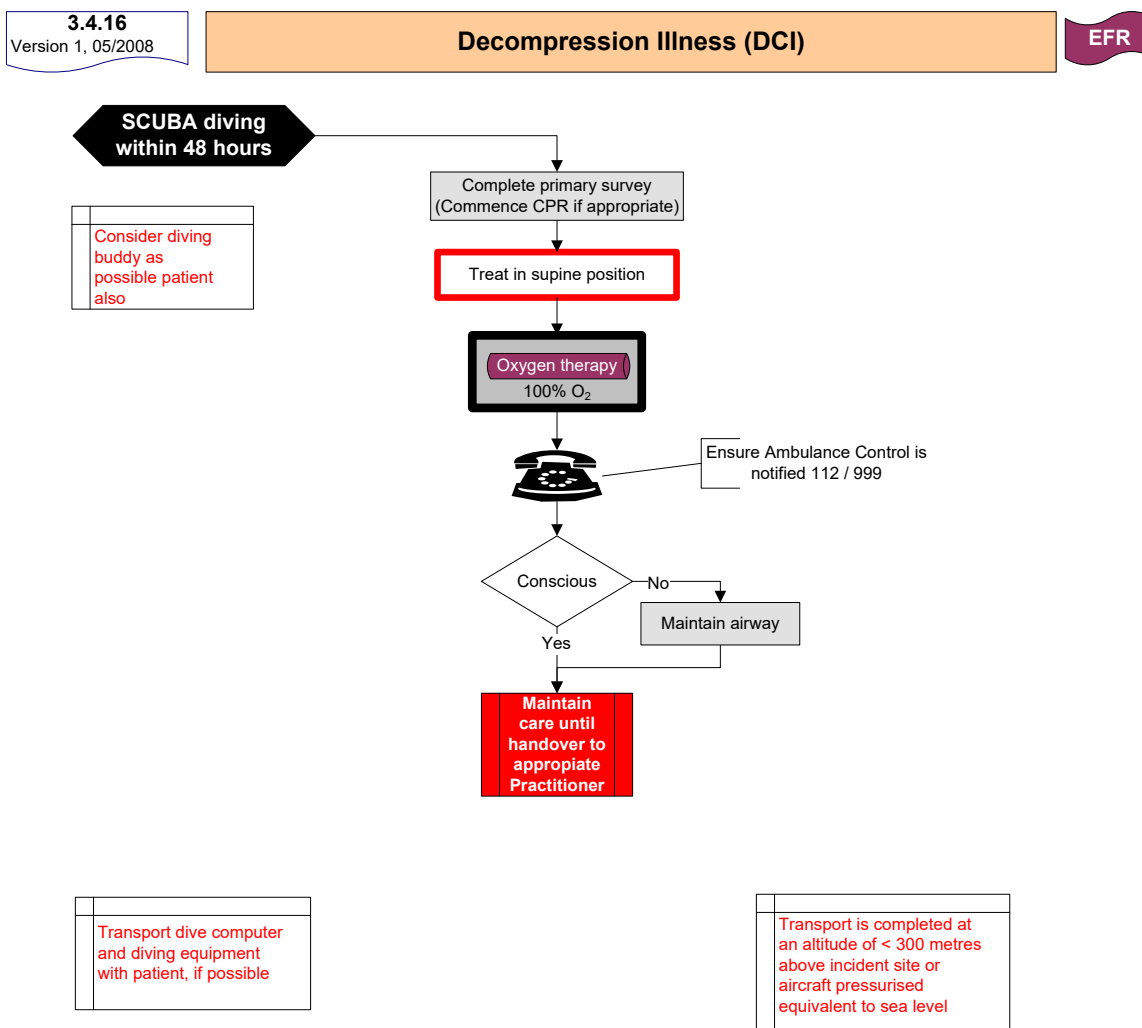 3.4.16
Version 1, 05/2008
Decompression Illness (DCI)
EFR
SCUBA diving
within 48 hours
Complete primary survey
(Commence CPR if appropriate)
Consider diving
buddy as
possible patient
also
Treat in supine position
Oxygen therapy
100% O₂
Ensure Ambulance Control is
notified 112 / 999
Conscious
No
Maintain airway
Yes
Maintain
care until
handover to
appropiate
Practitioner
Transport dive computer
and diving equipment
with patient, if possible
Transport is completed at
an altitude of < 300 metres
above incident site or
aircraft pressurised
equivalent to sea level